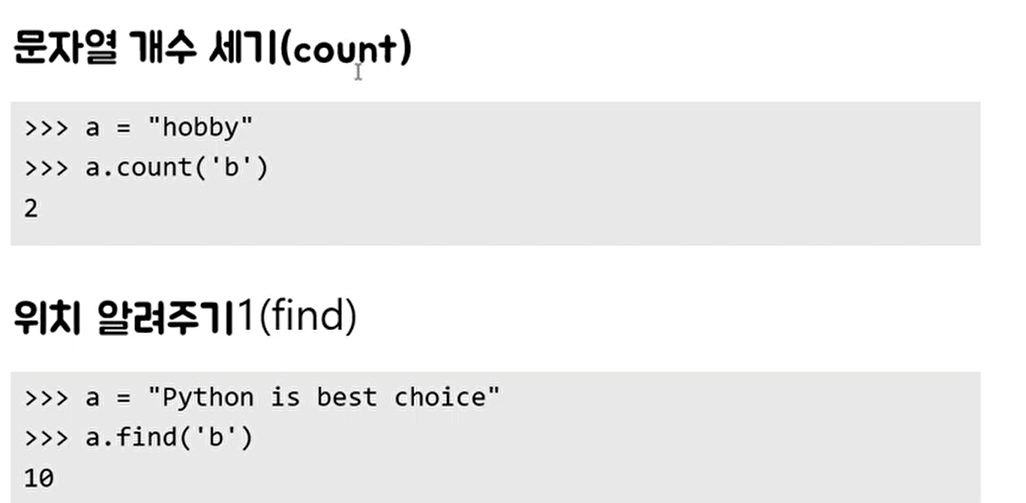 문자열 개수 세기(count)
>>> a = "hobby"
>>> a.count('b')
2
위치 알려주기1(find)
>>> a = "Python is best choice"
>>> a.find('b')
10